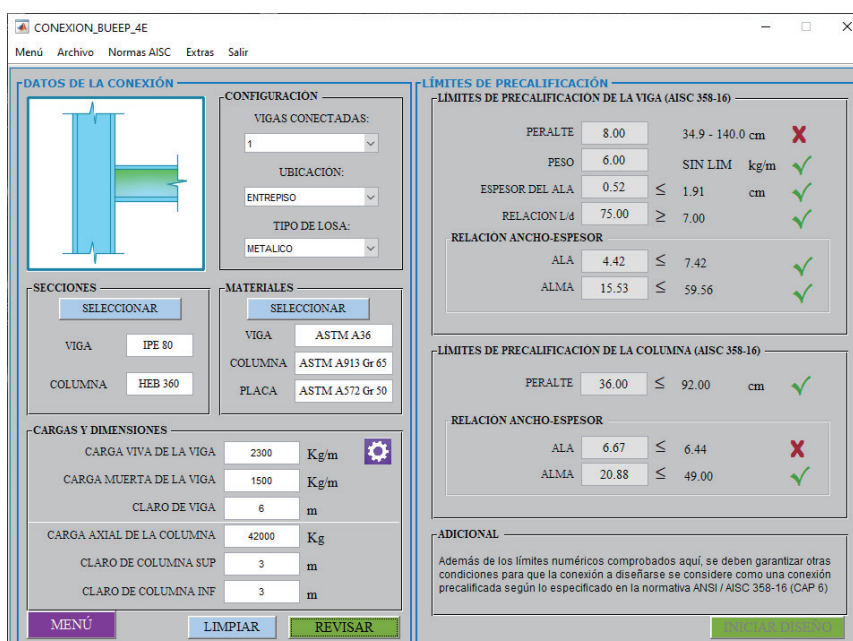 CONEXION_BUEEP_4E
Menú Archivo Normas AISC Extras Salir
DATOS DE LA CONEXIÓN
CONFIGURACIÓN
VIGAS CONECTADAS:
1
UBICACIÓN:
ENTREPISO
TIPO DE LOSA:
METALICO
SECCIONES
SELECCIONAR
VIGA IPE 80
COLUMNA HEB 360
MATERIALES
SELECCIONAR
VIGA ASTM A36
COLUMNA ASTM A913 Gr 65
PLACA ASTM A572 Gr 50
CARGAS Y DIMENSIONES
CARGA VIVA DE LA VIGA 2300 Kg/m
CARGA MUERTA DE LA VIGA 1500 Kg/m
CLARO DE VIGA 6 m
CARGA AXIAL DE LA COLUMNA 42000 Kg
CLARO DE COLUMNA SUP 3 m
CLARO DE COLUMNA INF 3 m
MENÚ LIMPIAR REVISAR
LÍMITES DE PRECALIFICACIÓN
LÍMITES DE PRECALIFICACIÓN DE LA VIGA (AISC 358-16)
PERALTE 8.00 34.9 - 140.0 cm
PESO 6.00 SIN LIM kg/m
ESPESOR DEL ALA 0.52 ≤ 1.91 cm
RELACION L/d 75.00 ≥ 7.00
RELACIÓN ANCHO-ESPESOR
ALA 4.42 ≤ 7.42
ALMA 15.53 ≤ 59.56
LÍMITES DE PRECALIFICACIÓN DE LA COLUMNA (AISC 358-16)
PERALTE 36.00 ≤ 92.00 cm
RELACIÓN ANCHO-ESPESOR
ALA 6.67 ≤ 6.44
ALMA 20.88 ≤ 49.00
ADICIONAL
Además de los límites numéricos comprobados aquí, se deben garantizar otras
condiciones para que la conexión a diseñarse se considere como una conexión
precalificada según lo especificado en la normativa ANSI / AISC 358-16 (CAP 6)
INICIAR DISEÑO